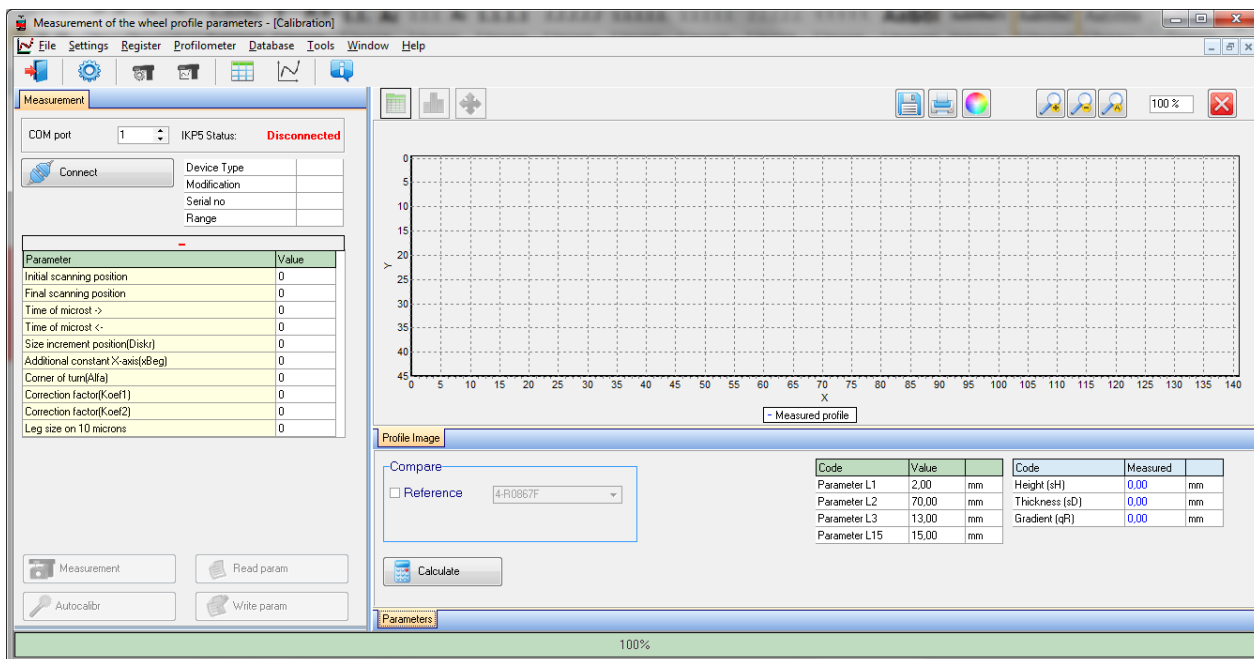 Measurement of the wheel profile parameters - [Calibration]
File Settings Register Profilometer Database Tools Window Help
Measurement
100 %
COM port 1 IKP5 Status: Disconnected
Connect
Device Type
Modification
Serial no
Range
-
Parameter Value
Initial scanning position 0
Final scanning position 0
Time of microst -> 0
Time of microst <- 0
Size increment position(Diskr) 0
Additional constant X-axis(xBeg) 0
Corner of turn(Alfa) 0
Correction factor(Koef1) 0
Correction factor(Koef2) 0
Leg size on 10 microns 0
Measurement Read param
Autocalibr Write param
0
5
10
15
20
25
30
35
40
45
Y
0 5 10 15 20 25 30 35 40 45 50 55 60 65 70 75 80 85 90 95 100 105 110 115 120 125 130 135 140
X
- Measured profile
Profile Image
Compare
Reference 4-R0867F
Calculate
Code Value
Parameter L1 2,00 mm
Parameter L2 70,00 mm
Parameter L3 13,00 mm
Parameter L15 15,00 mm
Code Measured
Height (sH) 0,00 mm
Thickness (sD) 0,00 mm
Gradient (qR) 0,00 mm
Parameters
100%